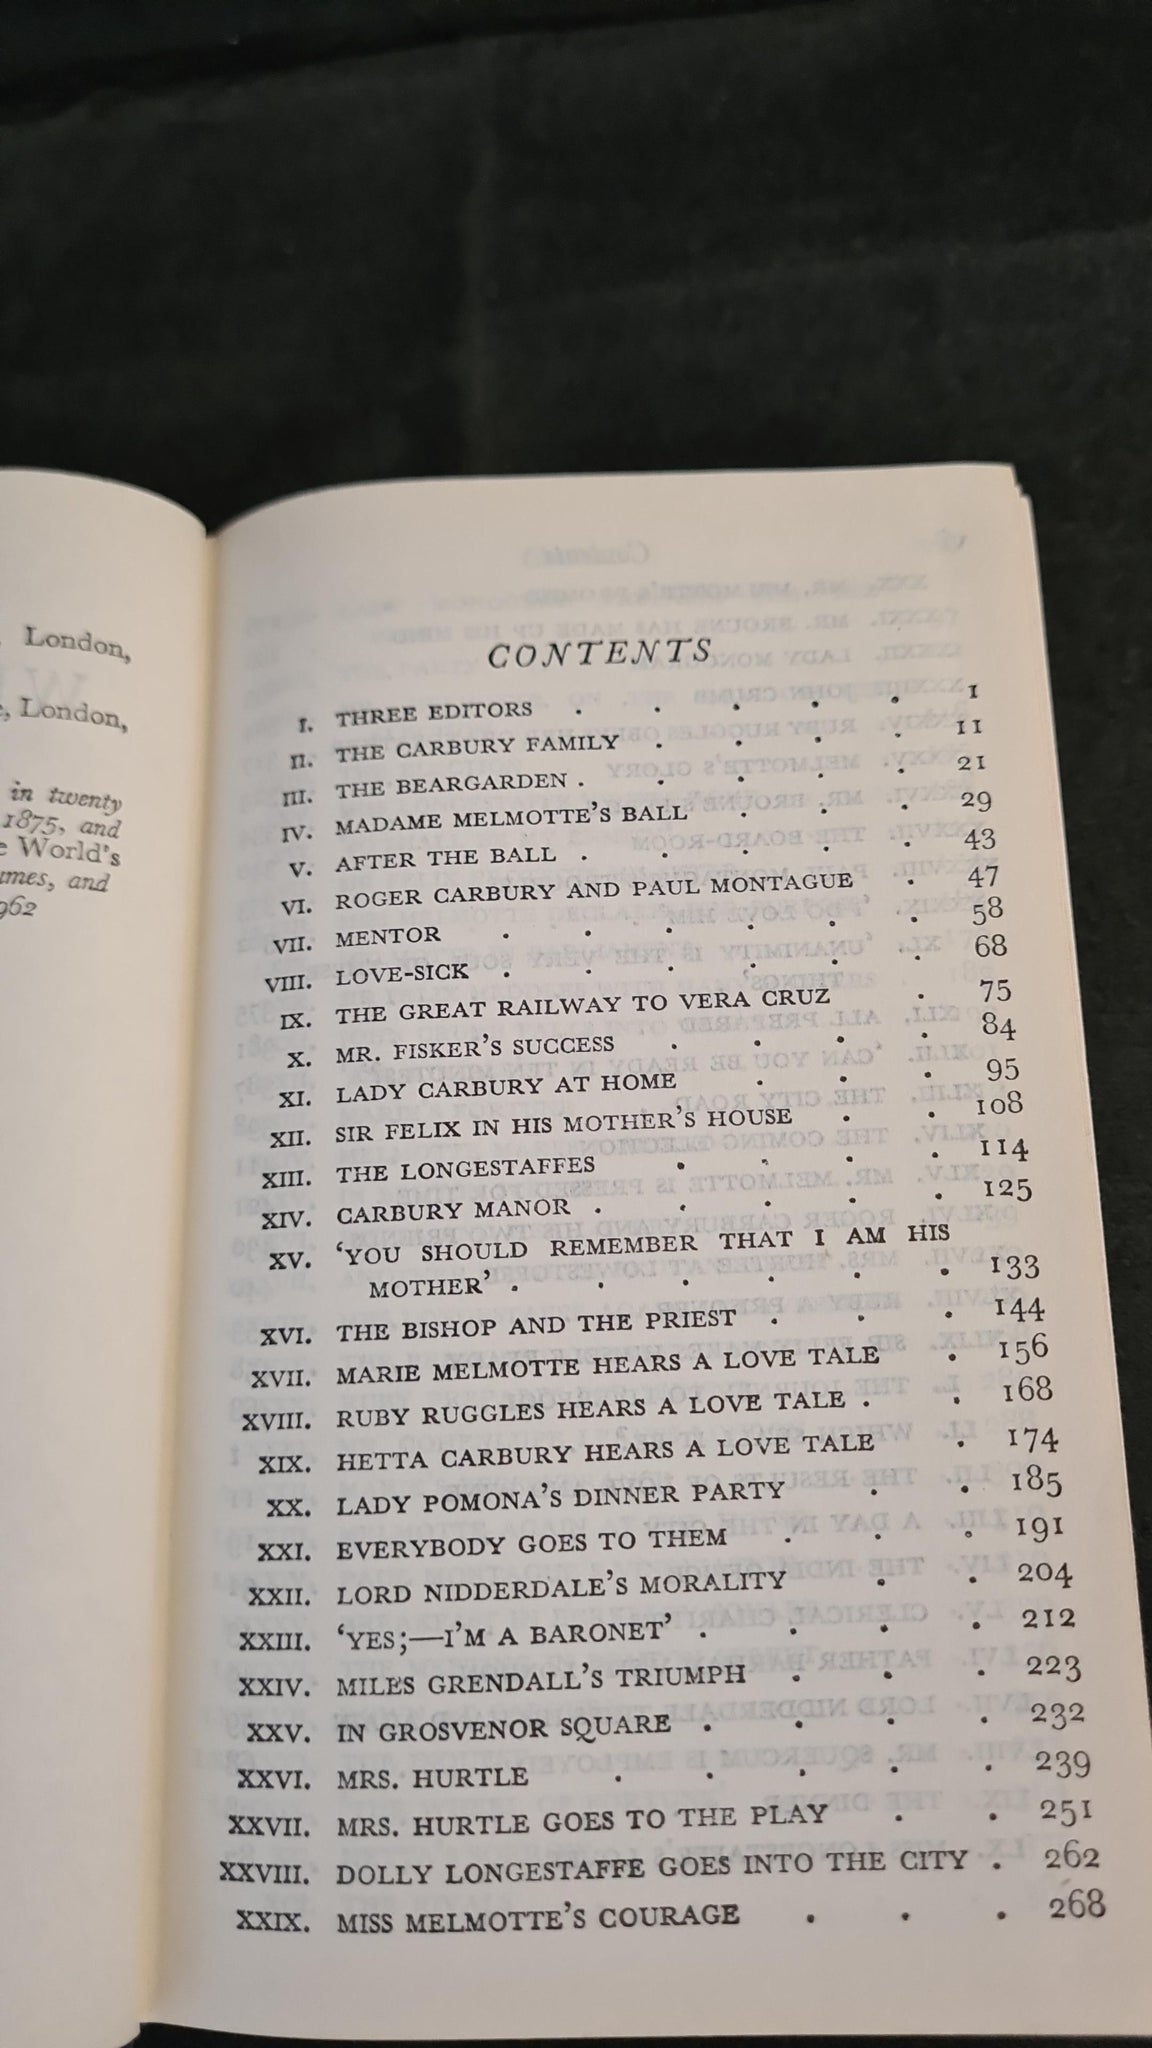 London,
London,
in twenty
1875, and
World's
and
CONTENTS
I. THREE EDITORS . . . . . 1
II. THE CARBURY FAMILY . . . . 11
III. THE BEARGARDEN . . . . . 21
IV. MADAME MELMOTTE'S BALL . . . 29
V. AFTER THE BALL . . . . . 43
VI. ROGER CARBURY AND PAUL MONTAGUE . 47
VII. MENTOR . . . . . . 58
VIII. LOVE-SICK . . . . . . 68
IX. THE GREAT RAILWAY TO VERA CRUZ . 75
X. MR. FISKER'S SUCCESS . . . . 84
XI. LADY CARBURY AT HOME . . . 95
XII. SIR FELIX IN HIS MOTHER'S HOUSE . . 108
XIII. THE LONGESTAFFES . . . . 114
XIV. CARBURY MANOR . . . . . 125
XV. 'YOU SHOULD REMEMBER THAT I AM HIS
MOTHER' . . . . . . 133
XVI. THE BISHOP AND THE PRIEST . . . 144
XVII. MARIE MELMOTTE HEARS A LOVE TALE . 156
XVIII. RUBY RUGGLES HEARS A LOVE TALE . . 168
XIX. HETTA CARBURY HEARS A LOVE TALE . 174
XX. LADY POMONA'S DINNER PARTY . . 185
XXI. EVERYBODY GOES TO THEM . . . 191
XXII. LORD NIDDERDALE'S MORALITY . . 204
XXIII. 'YES;—I'M A BARONET' . . . . 212
XXIV. MILES GRENDALL'S TRIUMPH . . . 223
XXV. IN GROSVENOR SQUARE . . . . 232
XXVI. MRS. HURTLE . . . . . 239
XXVII. MRS. HURTLE GOES TO THE PLAY . . 251
XXVIII. DOLLY LONGESTAFFE GOES INTO THE CITY . 262
XXIX. MISS MELMOTTE'S COURAGE . . . 268